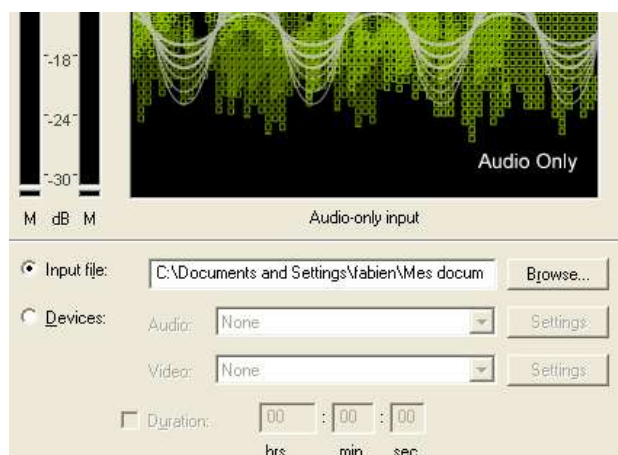 -18-
-24-
-30-
Audio Only
M dB M
Audio-only input
Input file:
C:\Documents and Settings\fabien\Mes docum
Browse...
Devices:
Audio:
None
Settings
Video:
None
Settings
Duration:
00 : 00 : 00
hrs min sec